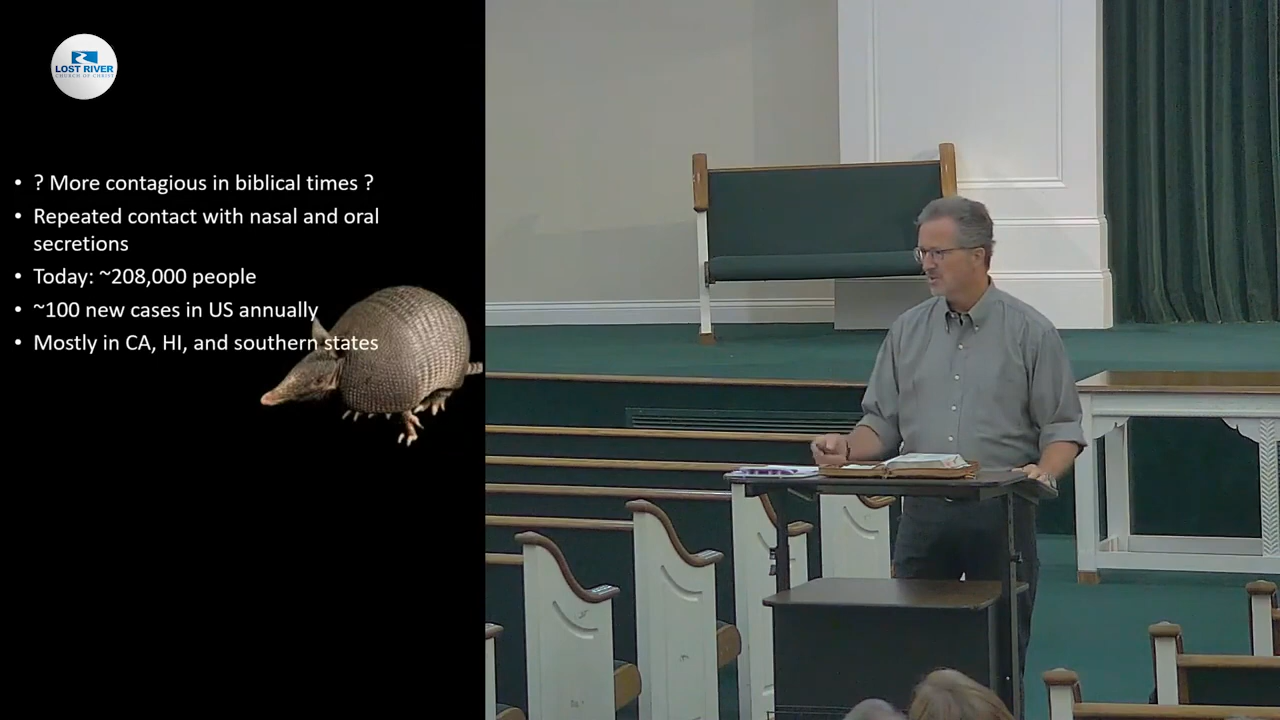 LOST RIVER
CHURCH OF CHRIST
• ? More contagious in biblical times ?
• Repeated contact with nasal and oral
secretions
• Today: ~208,000 people
• ~100 new cases in US annually
• Mostly in CA, HI, and southern states